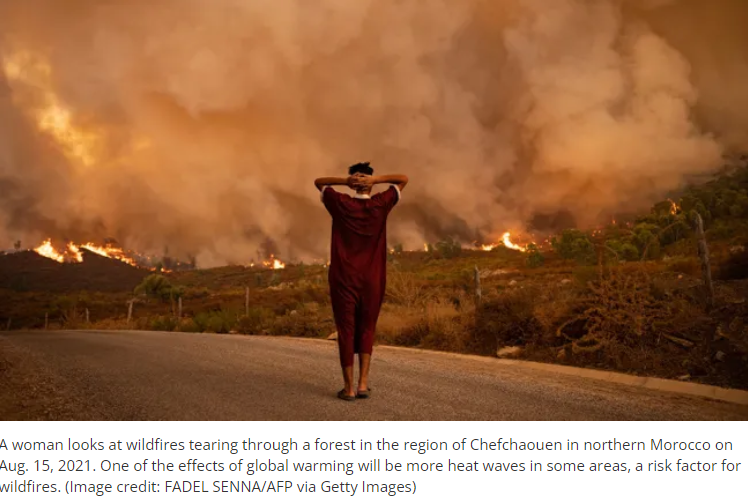 A woman looks at wildfires tearing through a forest in the region of Chefchaouen in northern Morocco on
Aug. 15, 2021. One of the effects of global warming will be more heat waves in some areas, a risk factor for
wildfires. (Image credit: FADEL SENNA/AFP via Getty Images)